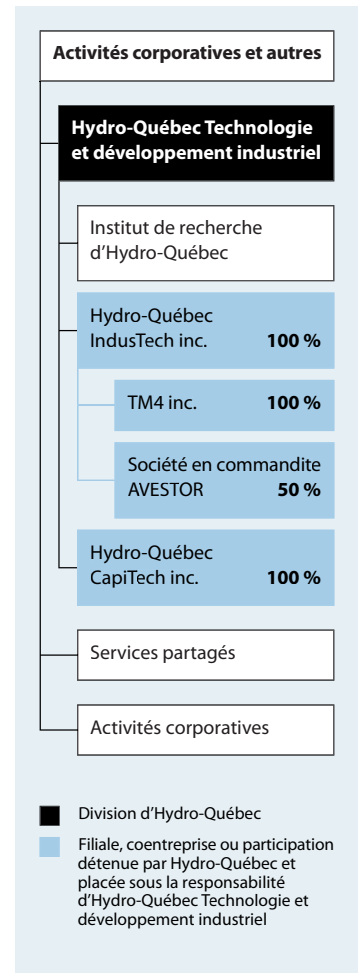 Activités corporatives et autres
Hydro-Québec Technologie
et développement industriel
Institut de recherche
d’Hydro-Québec
Hydro-Québec
IndusTech inc. 100 %
TM4 inc. 100 %
Société en commandite
AVESTOR 50 %
Hydro-Québec
CapiTech inc. 100 %
Services partagés
Activités corporatives
Division d’Hydro-Québec
Filiale, coentreprise ou participation
détenue par Hydro-Québec et
placée sous la responsabilité
d’Hydro-Québec Technologie et
développement industriel